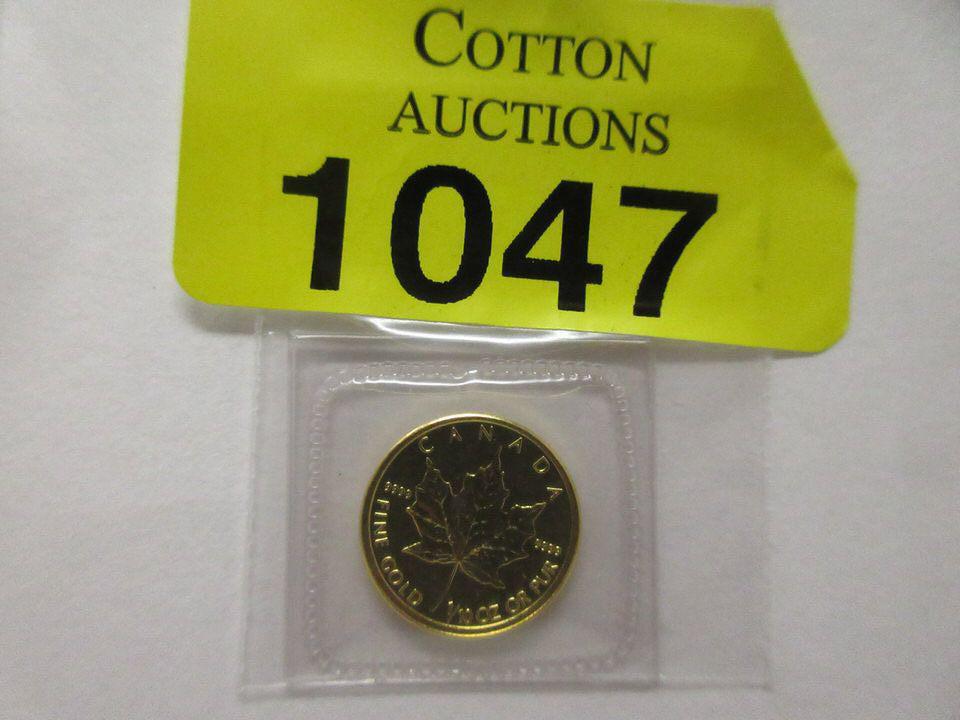 COTTON
AUCTIONS
1047
CANADA
9999
9999
FINE GOLD 1/10 OZ OR PUR